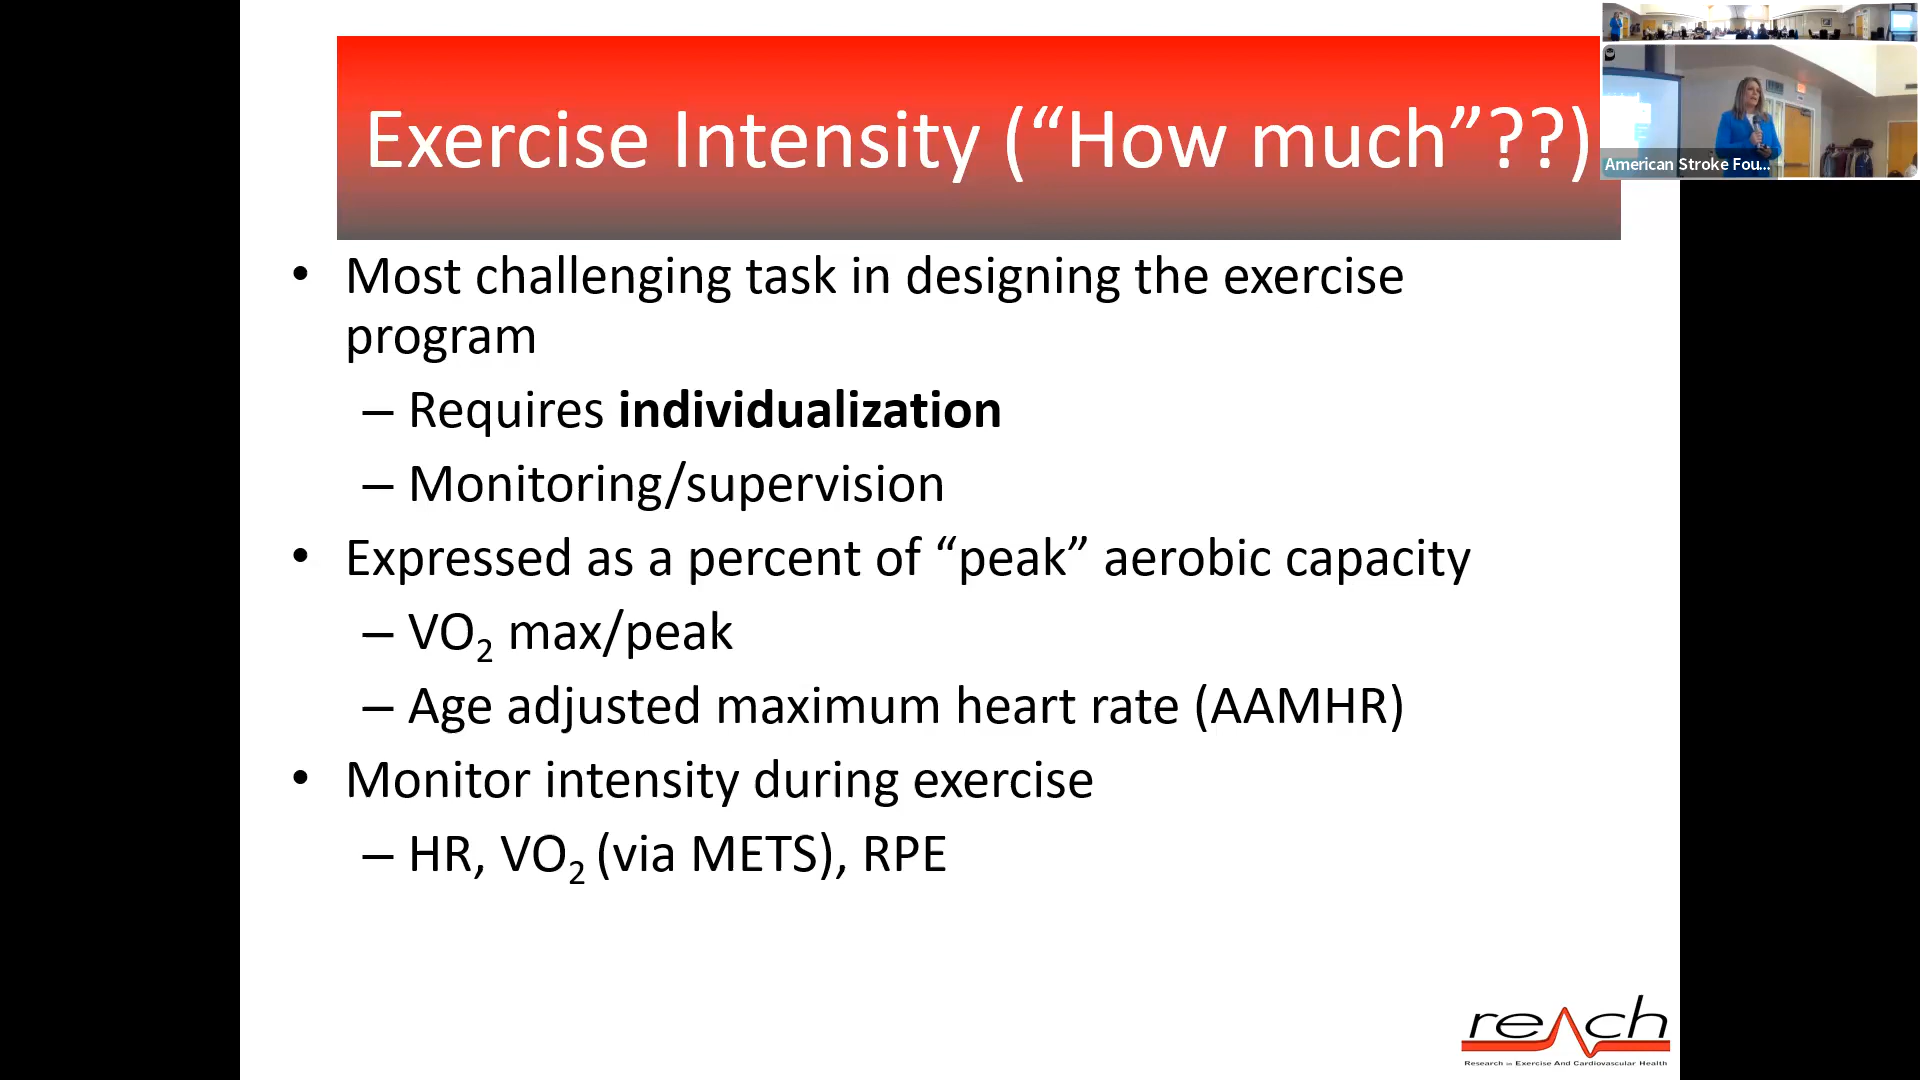 Exercise Intensity (“How much”??)
American Stroke Fou...
• Most challenging task in designing the exercise
program
– Requires individualization
– Monitoring/supervision
• Expressed as a percent of “peak” aerobic capacity
– VO₂ max/peak
– Age adjusted maximum heart rate (AAMHR)
• Monitor intensity during exercise
– HR, VO₂ (via METS), RPE
reach
Research in Exercise And Cardiovascular Health